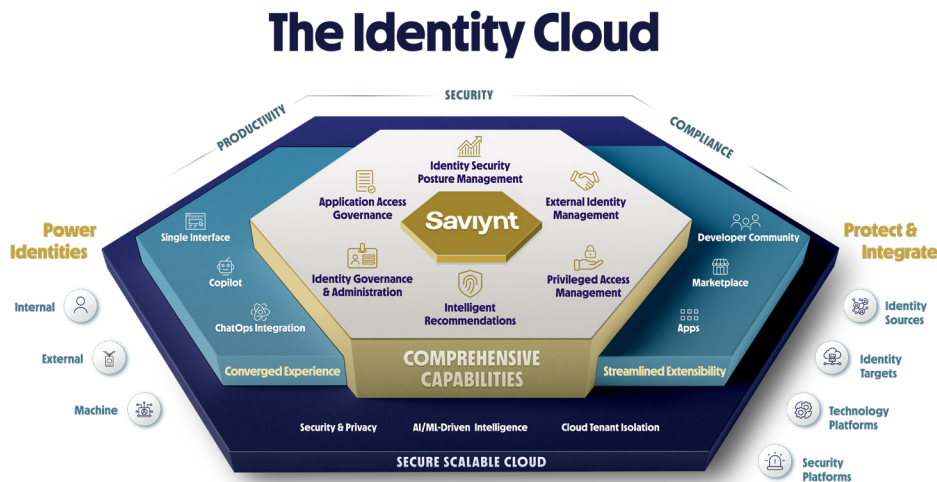 The Identity Cloud
SECURITY
PRODUCTIVITY
COMPLIANCE
Identity Security
Posture Management
Application Access
Governance
External Identity
Management
Saviynt
Identity Governance
& Administration
Privileged Access
Management
Intelligent
Recommendations
COMPREHENSIVE
CAPABILITIES
Single Interface
Copilot
ChatOps Integration
Converged Experience
Developer Community
Marketplace
Apps
Streamlined Extensibility
Security & Privacy
AI/ML-Driven Intelligence
Cloud Tenant Isolation
SECURE SCALABLE CLOUD
Power
Identities
Internal
External
Machine
Protect &
Integrate
Identity
Sources
Identity
Targets
Technology
Platforms
Security
Platforms